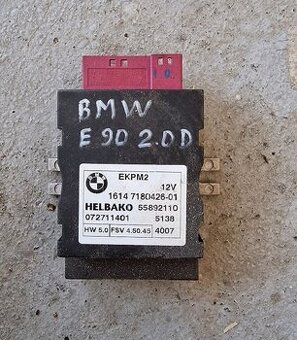 BMW
E 90 2.0D
EKPM2
12V
1614 7180426-01
HELBAKO 55892110
072711401 5138
HW 5.0 FSV 4.50.45 4007